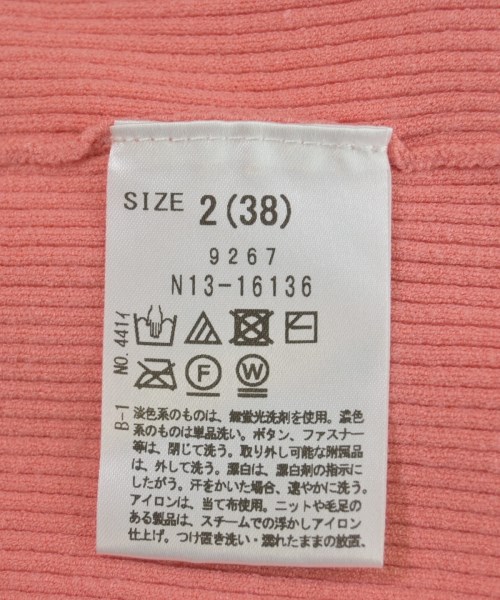 SIZE 2(38)
9267
N13-16136
F
W
B-1 NO.441イ
淡色系のものは、無蛍光洗剤を使用。濃色
系のものは単品洗い。ボタン、ファスナー
等は、閉じて洗う。取り外し可能な附属品
は、外して洗う。漂白は、漂白剤の指示に
したがう。汗をかいた場合、速やかに洗う。
アイロンは、当て布使用。ニットや毛足の
ある製品は、スチームでの浮かしアイロン
仕上げ。つけ置き洗い・濡れたままの放置、